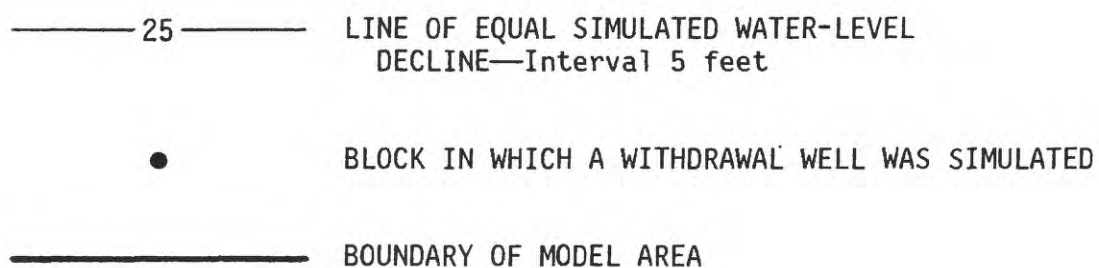 25 LINE OF EQUAL SIMULATED WATER-LEVEL
DECLINE—Interval 5 feet
BLOCK IN WHICH A WITHDRAWAL WELL WAS SIMULATED
BOUNDARY OF MODEL AREA